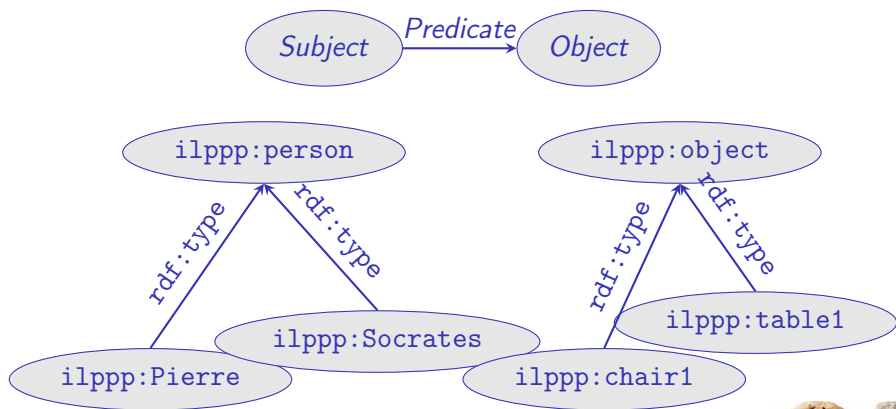 Predicate
Subject
Object
ilppp:person
ilppp:object
rdf:type
rdf:type
rdf:type
rdf:type
ilppp:Socrates
ilppp:table1
ilppp:Pierre
ilppp:chair1